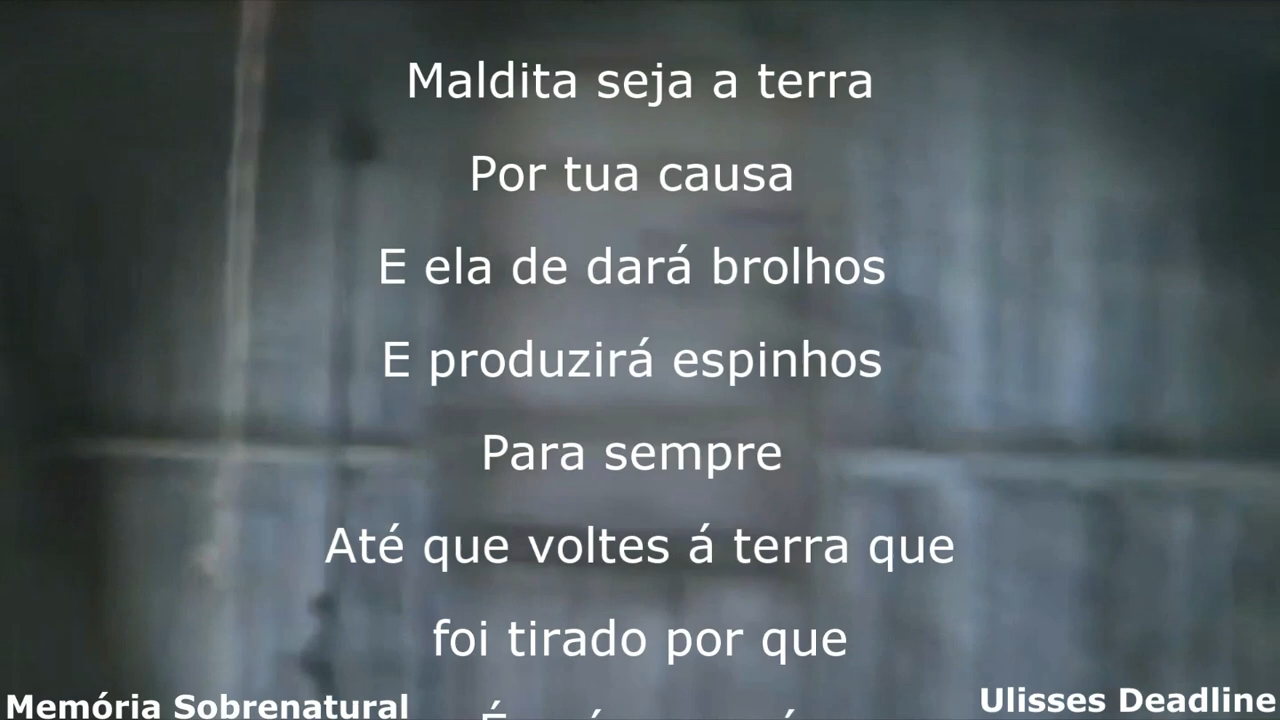 Maldita seja a terra
Por tua causa
E ela de dará brolhos
E produzirá espinhos
Para sempre
Até que voltes á terra que
foi tirado por que
Memória Sobrenatural
Ulisses Deadline